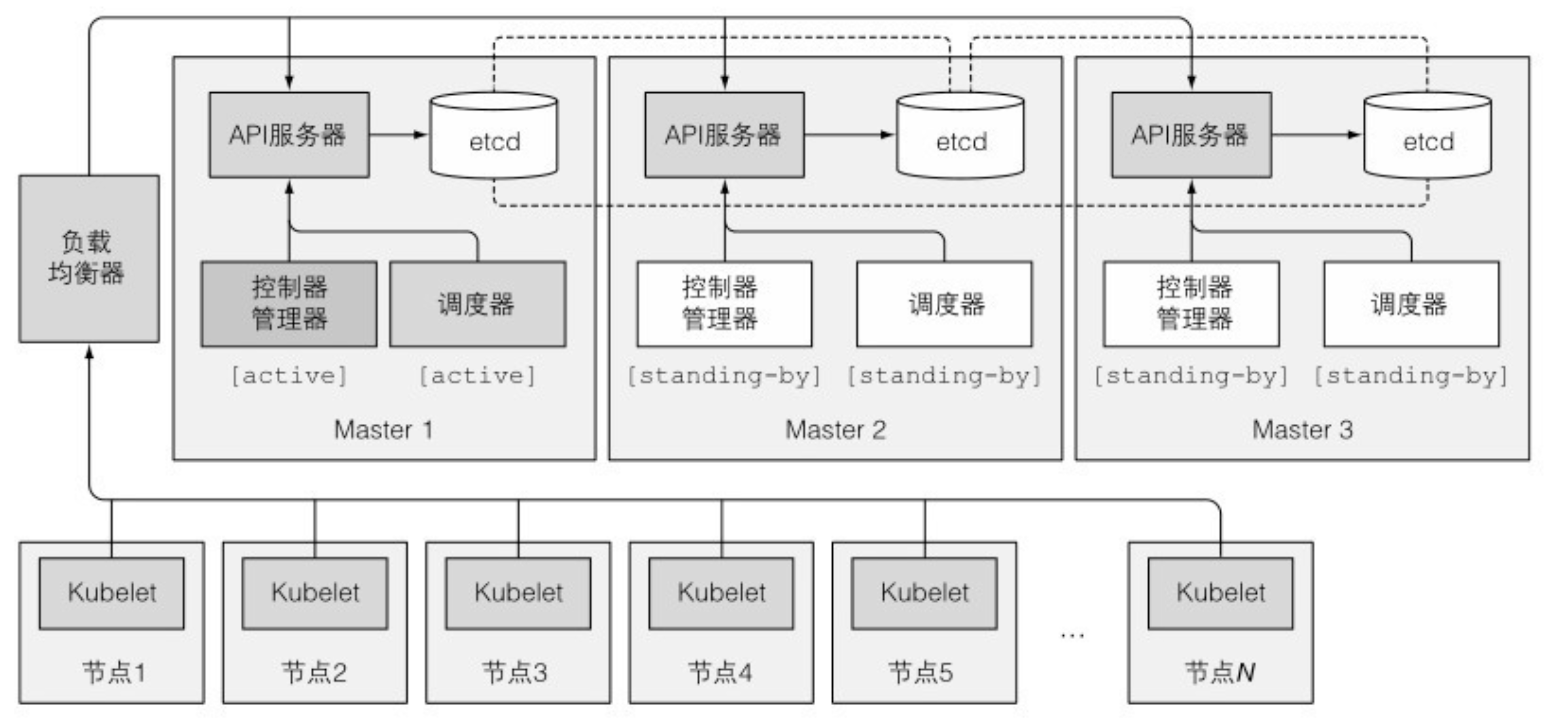 API服务器
etcd
API服务器
etcd
API服务器
etcd
负载
均衡器
控制器
管理器
调度器
控制器
管理器
调度器
控制器
管理器
调度器
[active]
[active]
[standing-by]
[standing-by]
[standing-by]
[standing-by]
Master 1
Master 2
Master 3
Kubelet
Kubelet
Kubelet
Kubelet
Kubelet
Kubelet
...
节点1
节点2
节点3
节点4
节点5
节点N